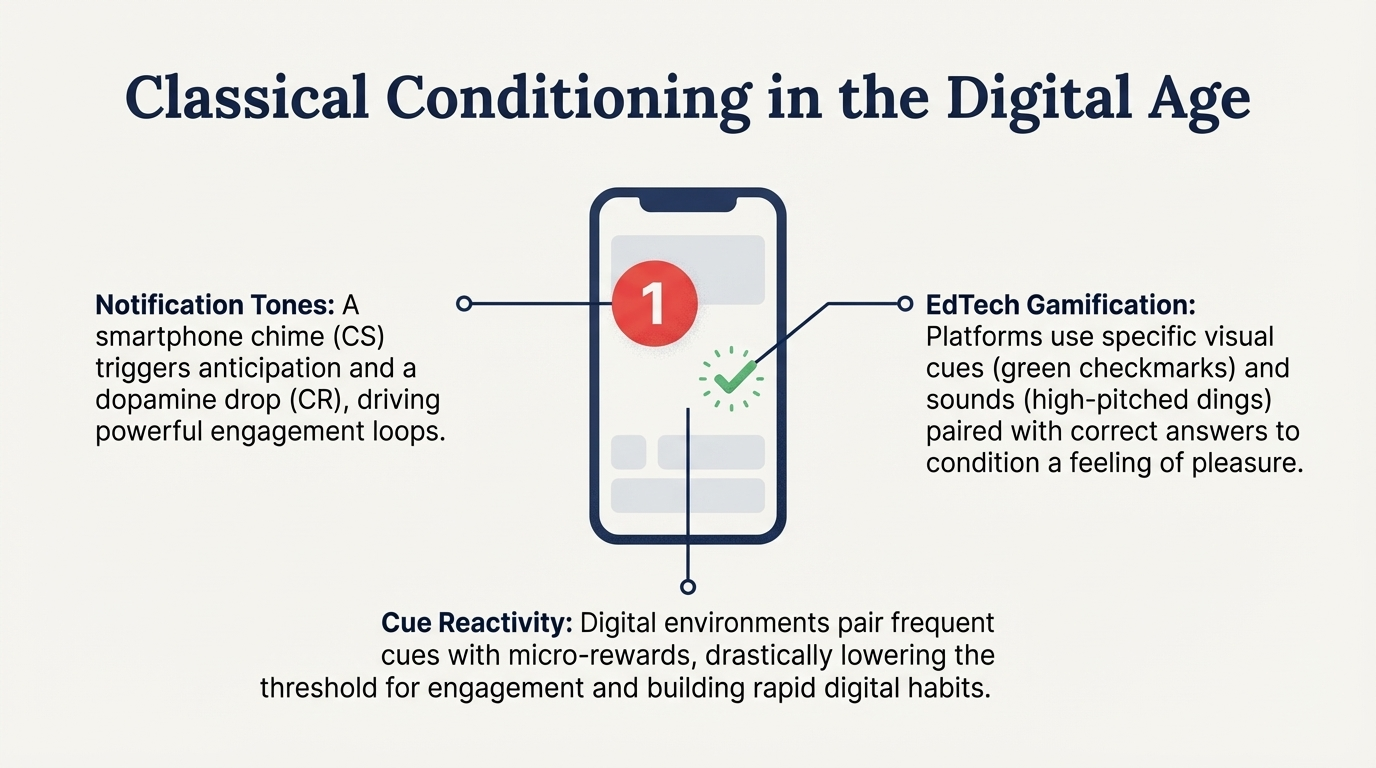 Classical Conditioning in the Digital Age
1
Notification Tones: A
smartphone chime (CS)
triggers anticipation and a
dopamine drop (CR), driving
powerful engagement loops.
EdTech Gamification:
Platforms use specific visual
cues (green checkmarks) and
sounds (high-pitched dings)
paired with correct answers to
condition a feeling of pleasure.
Cue Reactivity: Digital environments pair frequent
cues with micro-rewards, drastically lowering the
threshold for engagement and building rapid digital habits.